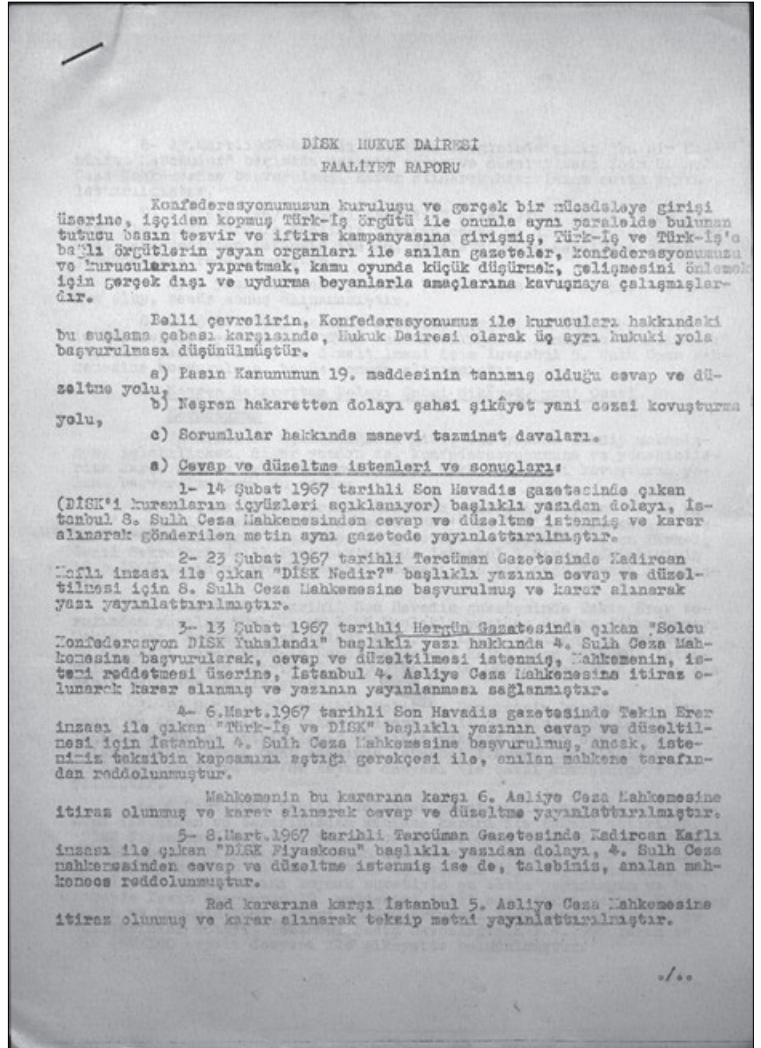 DİSK HUKUK DAİRESİ
FAALİYET RAPORU
Konfederasyonumuzun kuruluşu ve gerçek bir mücadeleye girişi
üzerine, işçiden kopmuş Türk-İş örgütü ile onunla aynı paralelde bulunan
tutucu basın tezvir ve iftira kampanyasına girişmiş, Türk-İş ve Türk-İş'e
bağlı örgütlerin yayın organları ile anılan gazeteler, konfederasyonumuzu
ve kurucularını yıpratmak, kamu oyunda küçük düşürmek, gelişmesini önlemek
için gerçek dışı ve uydurma beyanlarla amaçlarına kavuşmaya çalışmışlar-
dır.
Belli çevrelirin, Konfederasyonumuz ile kurucuları hakkındaki
bu suçlama çabası karşısında, Hukuk Dairesi olarak üç ayrı hukuki yola
başvurulması düşünülmüştür.
a) Basın Kanununun 19. maddesinin tanımış olduğu cevap ve dü-
zeltme yolu,
b) Neşren hakaretten dolayı şahsi şikâyet yani cezai kovuşturma
yolu,
c) Sorumlular hakkında manevi tazminat davaları.
a) Cevap ve düzeltme istemleri ve sonuçları:
1- 14 Şubat 1967 tarihli Son Havadis gazetesinde çıkan
(DİSK'i kuranların içyüzleri açıklanıyor) başlıklı yazıdan dolayı, İs-
tanbul 8. Sulh Ceza Mahkemesinden cevap ve düzeltme istenmiş ve karar
alınarak gönderilen metin aynı gazetede yayınlattırılmıştır.
2- 23 Şubat 1967 tarihli Tercüman Gazetesinde Kadircan
Kaflı imzası ile çıkan "DİSK Nedir?" başlıklı yazının cevap ve düzel-
tilmesi için 8. Sulh Ceza Mahkemesine başvurulmuş ve karar alınarak
yazı yayınlattırılmıştır.
3- 13 Şubat 1967 tarihli Hergün Gazatesinde çıkan "Solcu
Konfederasyon DİSK Yuhalandı" başlıklı yazı hakkında 4. Sulh Ceza Mah-
kemesine başvurularak, cevap ve düzeltilmesi istenmiş, Mahkemenin, is-
temi reddetmesi üzerine, İstanbul 4. Asliye Ceza Mahkemesine itiraz o-
lunarak karar alınmış ve yazının yayınlanması sağlanmıştır.
4- 6.Mart.1967 tarihli Son Havadis gazetesinde Tekin Erer
imzası ile çıkan "Türk-İş ve DİSK" başlıklı yazının cevap ve düzeltil-
mesi için İstanbul 4. Sulh Ceza Mahkemesine başvurulmuş, ancak, iste-
mimiz tekzibin kapsamını aştığı gerekçesi ile, anılan mahkeme tarafın-
dan reddolunmuştur.
Mahkemenin bu kararına karşı 6. Asliye Ceza Mahkemesine
itiraz olunmuş ve karar alınarak cevap ve düzeltme yayınlattırılmıştır.
5- 8.Mart.1967 tarihli Tercüman Gazetesinde Kadircan Kaflı
imzası ile çıkan "DİSK Fiyaskosu" başlıklı yazıdan dolayı, 4. Sulh Ceza
mahkemesinden cevap ve düzeltme istenmiş ise de, talebimiz, anılan mah-
kemece reddolunmuştur.
Red kararına karşı İstanbul 5. Asliye Ceza Mahkemesine
itiraz olunmuş ve karar alınarak tekzip metni yayınlattırılmıştır.
./..